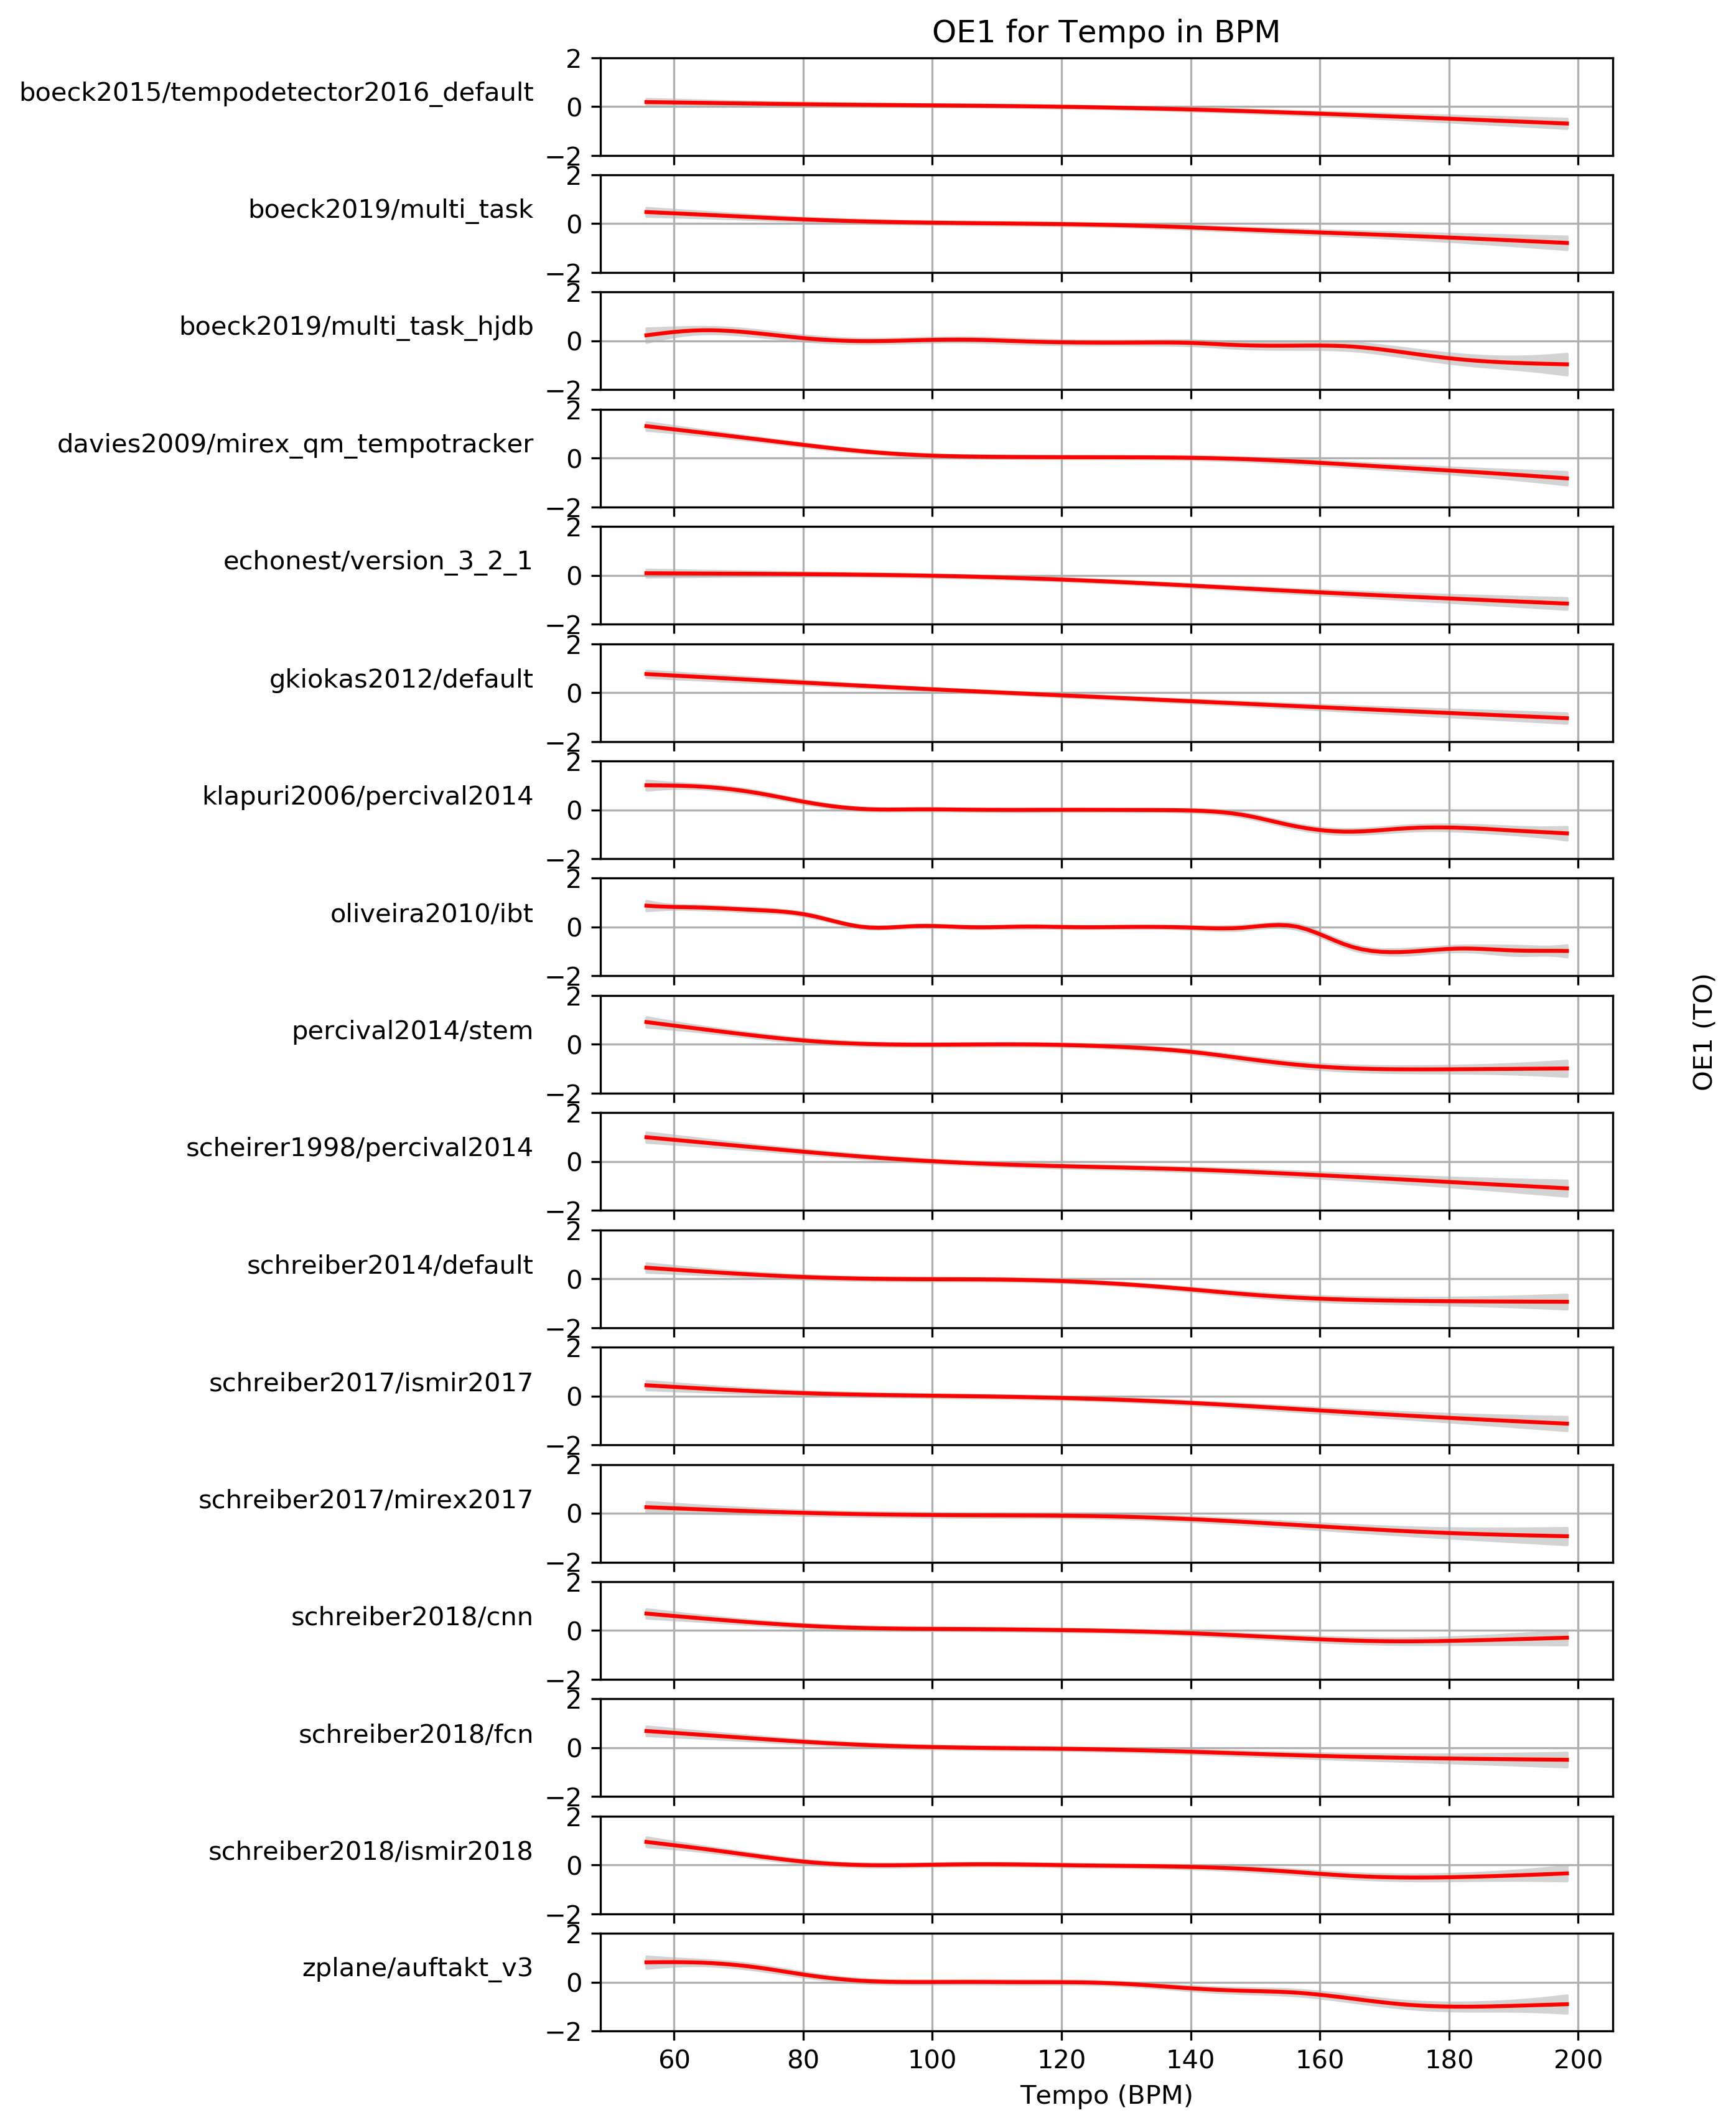 OE1 for Tempo in BPM
boeck2015/tempodetector2016_default
2
0
−2
boeck2019/multi_task
2
0
−2
boeck2019/multi_task_hjdb
2
0
−2
davies2009/mirex_qm_tempotracker
2
0
−2
echonest/version_3_2_1
2
0
−2
gkiokas2012/default
2
0
−2
klapuri2006/percival2014
2
0
−2
oliveira2010/ibt
2
0
−2
percival2014/stem
2
0
−2
scheirer1998/percival2014
2
0
−2
schreiber2014/default
2
0
−2
schreiber2017/ismir2017
2
0
−2
schreiber2017/mirex2017
2
0
−2
schreiber2018/cnn
2
0
−2
schreiber2018/fcn
2
0
−2
schreiber2018/ismir2018
2
0
−2
zplane/auftakt_v3
2
0
−2
60 80 100 120 140 160 180 200
Tempo (BPM)
OE1 (TO)